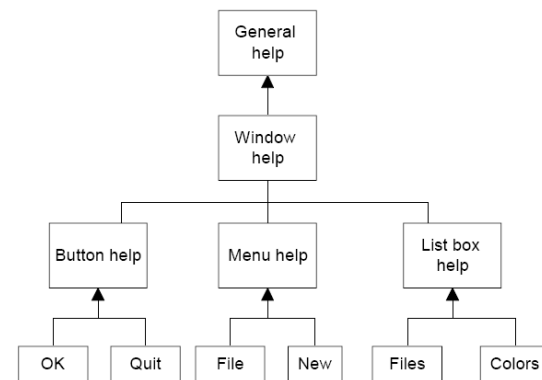 General
help
Window
help
Button help
Menu help
List box
help
OK
Quit
File
New
Files
Colors